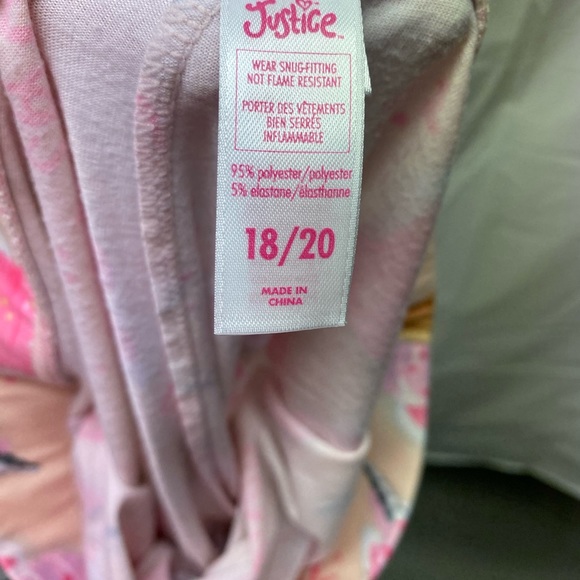 Justice
WEAR SNUG-FITTING
NOT FLAME RESISTANT
PORTER DES VÊTEMENTS
BIEN SERRÉS
INFLAMMABLE
95% polyester/polyester
5% elastane/élasthanne
18/20
MADE IN
CHINA